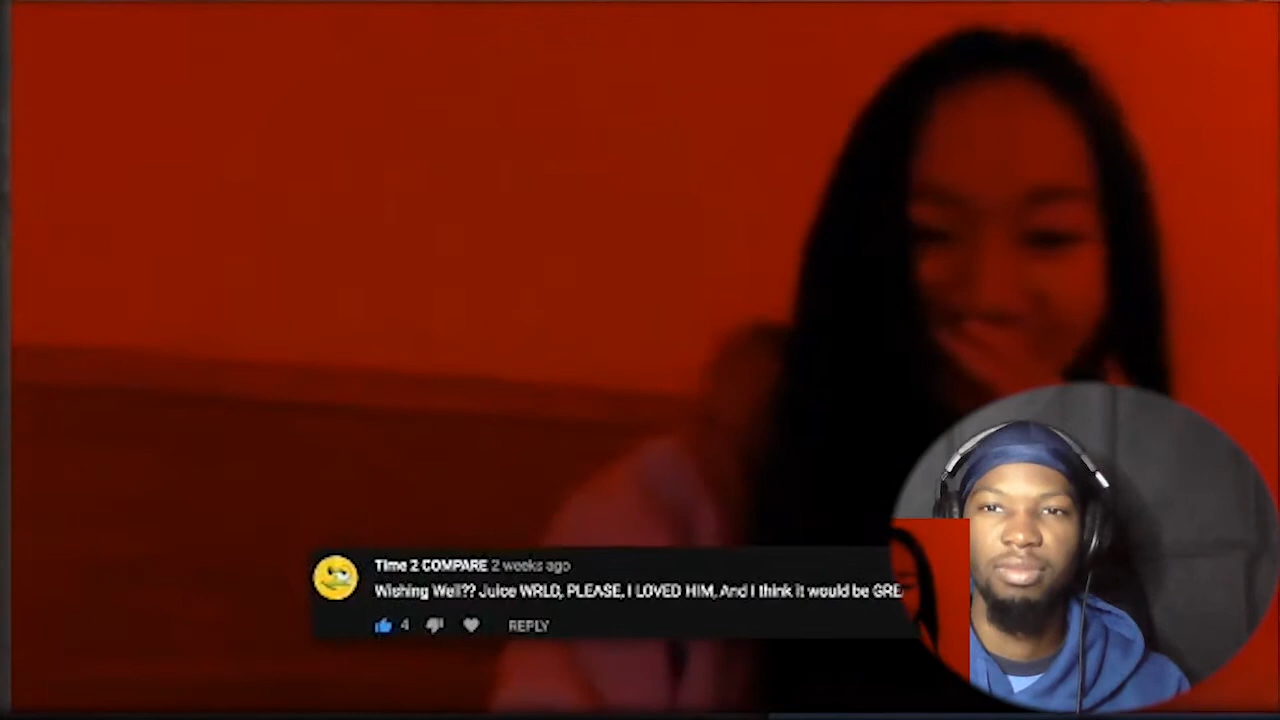 Time 2 COMPARE 2 weeks ago
Wishing Well?? Juice WRLD, PLEASE, I LOVED HIM, And I think it would be GRE
4 REPLY